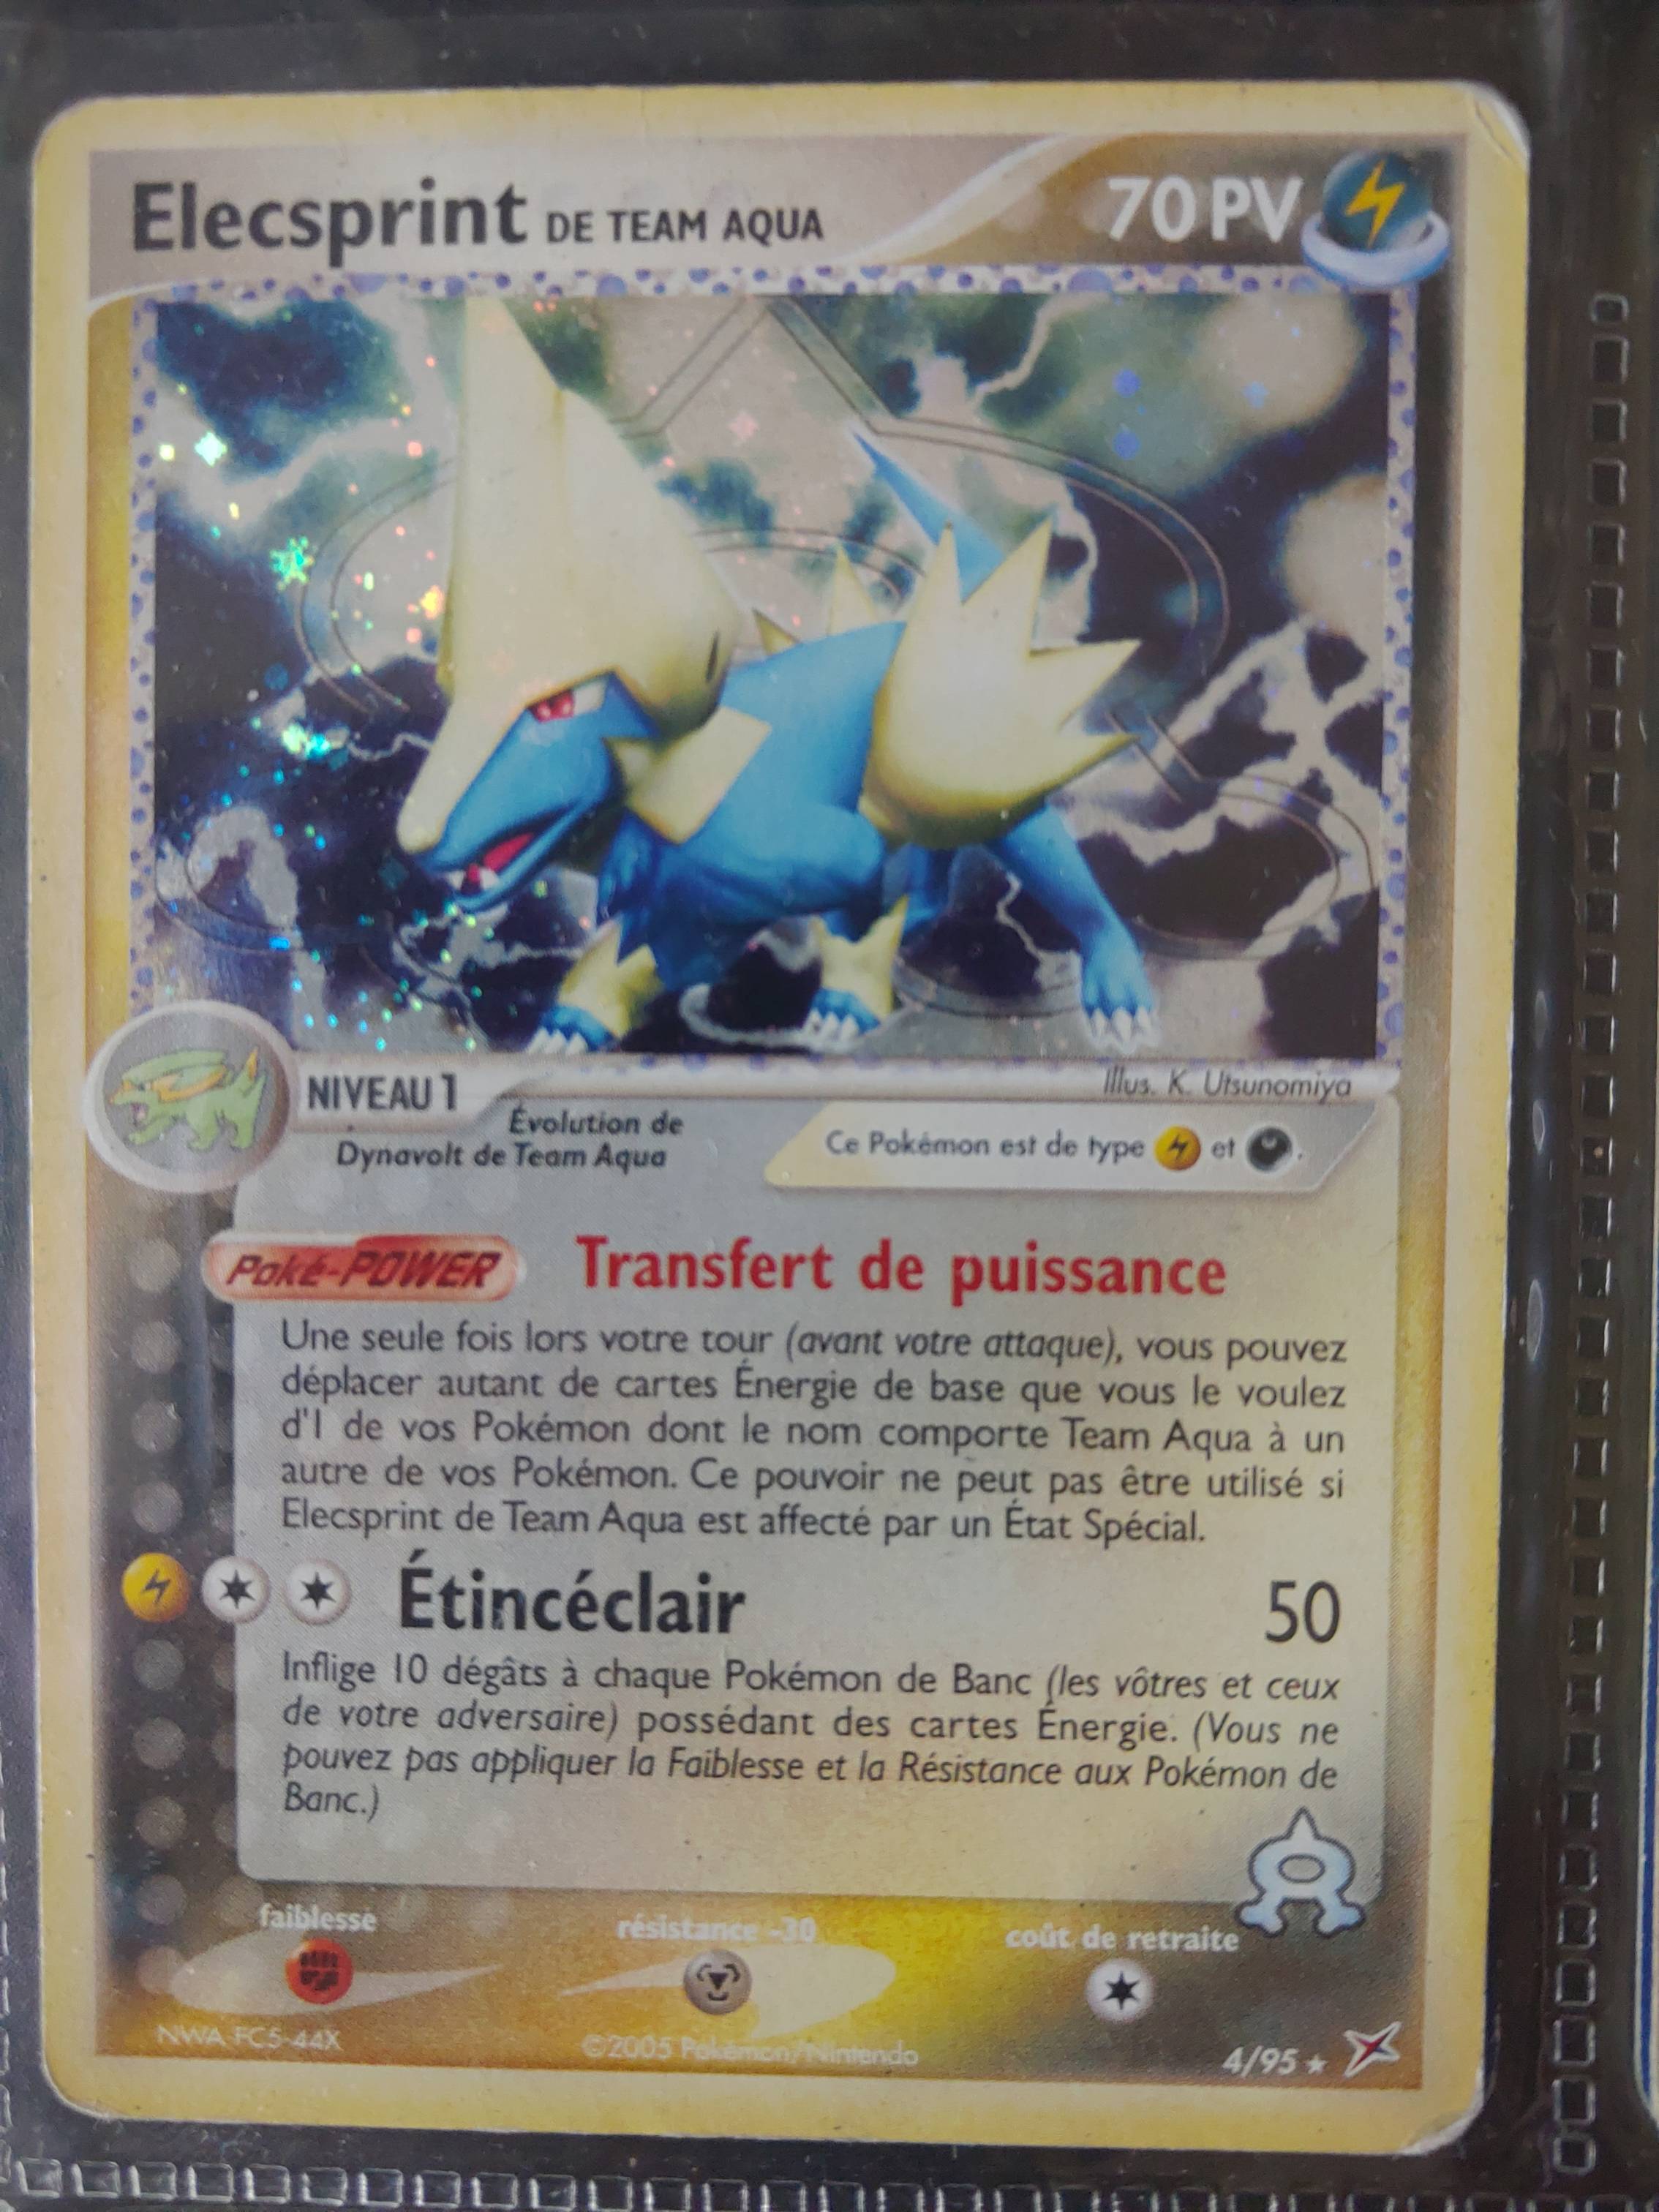 Elecsprint DE TEAM AQUA 70 PV
NIVEAU 1
Illus. K. Utsunomiya
Évolution de
Dynavolt de Team Aqua
Ce Pokémon est de type et .
Poké-POWER Transfert de puissance
Une seule fois lors votre tour (avant votre attaque), vous pouvez
déplacer autant de cartes Énergie de base que vous le voulez
d'1 de vos Pokémon dont le nom comporte Team Aqua à un
autre de vos Pokémon. Ce pouvoir ne peut pas être utilisé si
Elecsprint de Team Aqua est affecté par un État Spécial.
Étincéclair 50
Inflige 10 dégâts à chaque Pokémon de Banc (les vôtres et ceux
de votre adversaire) possédant des cartes Énergie. (Vous ne
pouvez pas appliquer la Faiblesse et la Résistance aux Pokémon de
Banc.)
faiblesse résistance -30 coût de retraite
NWA FC5-44X ©2005 Pokémon/Nintendo 4/95 ★